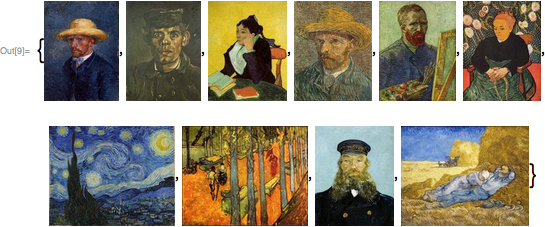 Out[9]= { , , , , , ,
, , , }